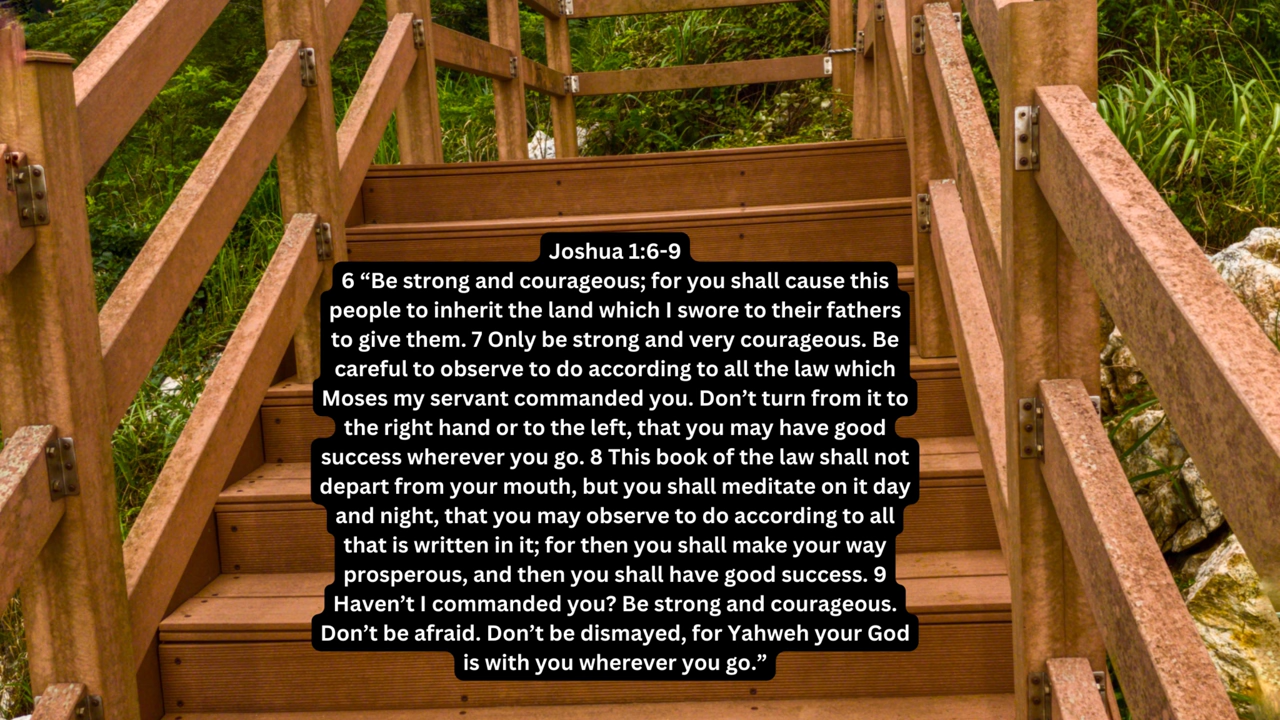 Joshua 1:6-9
6 “Be strong and courageous; for you shall cause this
people to inherit the land which I swore to their fathers
to give them. 7 Only be strong and very courageous. Be
careful to observe to do according to all the law which
Moses my servant commanded you. Don’t turn from it to
the right hand or to the left, that you may have good
success wherever you go. 8 This book of the law shall not
depart from your mouth, but you shall meditate on it day
and night, that you may observe to do according to all
that is written in it; for then you shall make your way
prosperous, and then you shall have good success. 9
Haven’t I commanded you? Be strong and courageous.
Don’t be afraid. Don’t be dismayed, for Yahweh your God
is with you wherever you go.”